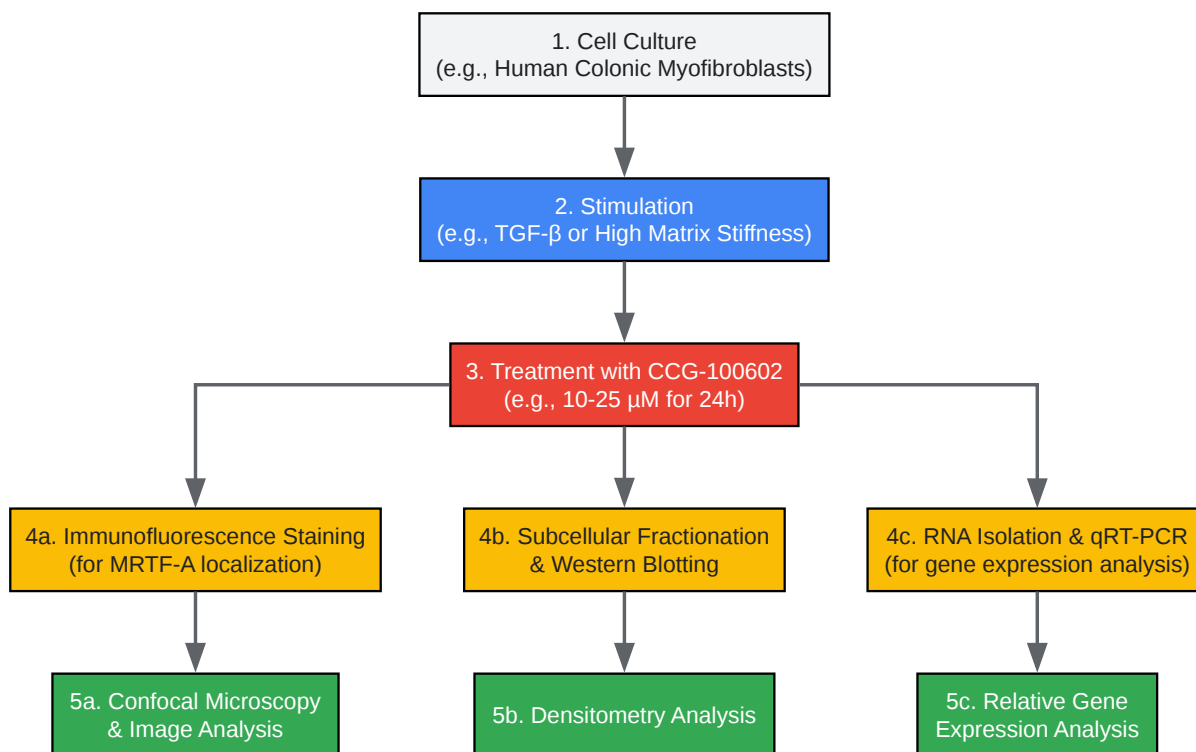 1. Cell Culture
(e.g., Human Colonic Myofibroblasts)
2. Stimulation
(e.g., TGF-β or High Matrix Stiffness)
3. Treatment with CCG-100602
(e.g., 10-25 µM for 24h)
4a. Immunofluorescence Staining
(for MRTF-A localization)
4b. Subcellular Fractionation
& Western Blotting
4c. RNA Isolation & qRT-PCR
(for gene expression analysis)
5a. Confocal Microscopy
& Image Analysis
5b. Densitometry Analysis
5c. Relative Gene
Expression Analysis